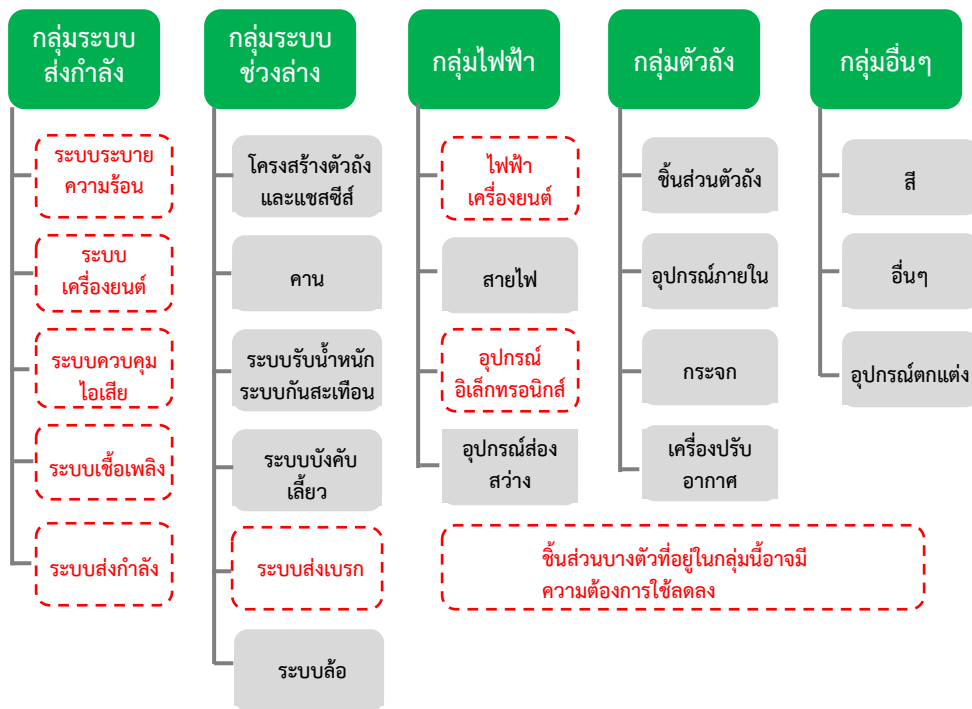 กลุ่มระบบ
ส่งกำลัง
ระบบระบาย
ความร้อน
ระบบ
เครื่องยนต์
ระบบควบคุม
ไอเสีย
ระบบเชื้อเพลิง
ระบบส่งกำลัง
กลุ่มระบบ
ช่วงล่าง
โครงสร้างตัวถัง
และแชสซีส์
คาน
ระบบรับน้ำหนัก
ระบบกันสะเทือน
ระบบบังคับ
เลี้ยว
ระบบส่งเบรก
ระบบล้อ
กลุ่มไฟฟ้า
ไฟฟ้า
เครื่องยนต์
สายไฟ
อุปกรณ์
อิเล็กทรอนิกส์
อุปกรณ์ส่อง
สว่าง
กลุ่มตัวถัง
ชิ้นส่วนตัวถัง
อุปกรณ์ภายใน
กระจก
เครื่องปรับ
อากาศ
กลุ่มอื่นๆ
สี
อื่นๆ
อุปกรณ์ตกแต่ง
ชิ้นส่วนบางตัวที่อยู่ในกลุ่มนี้อาจมี
ความต้องการใช้ลดลง